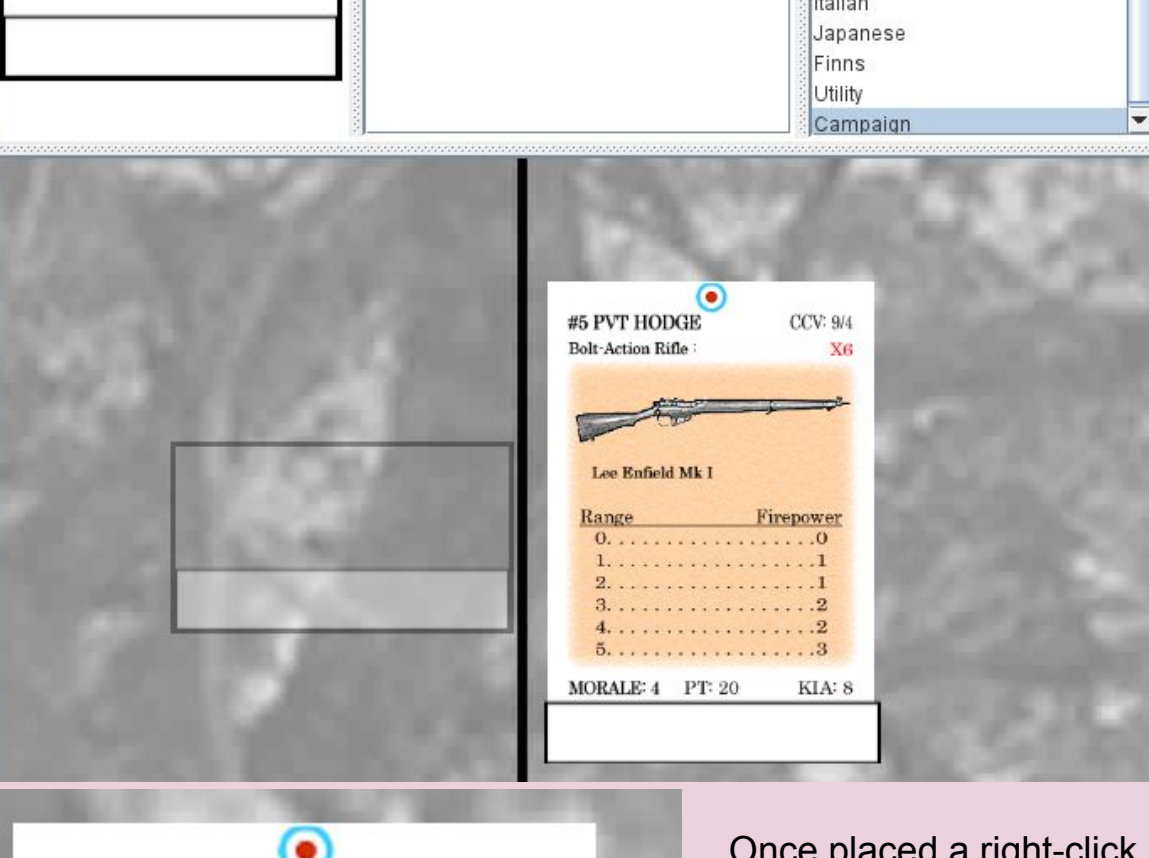 Italian
Japanese
Finns
Utility
Campaign
#5 PVT HODGE CCV: 9/4
Bolt-Action Rifle : X6
Lee Enfield Mk I
Range Firepower
0. . . . . . . . . . . . . . . . . . .0
1. . . . . . . . . . . . . . . . . . .1
2. . . . . . . . . . . . . . . . . . .1
3. . . . . . . . . . . . . . . . . . .2
4. . . . . . . . . . . . . . . . . . .2
5. . . . . . . . . . . . . . . . . . .3
MORALE: 4 PT: 20 KIA: 8
Once placed a right-click